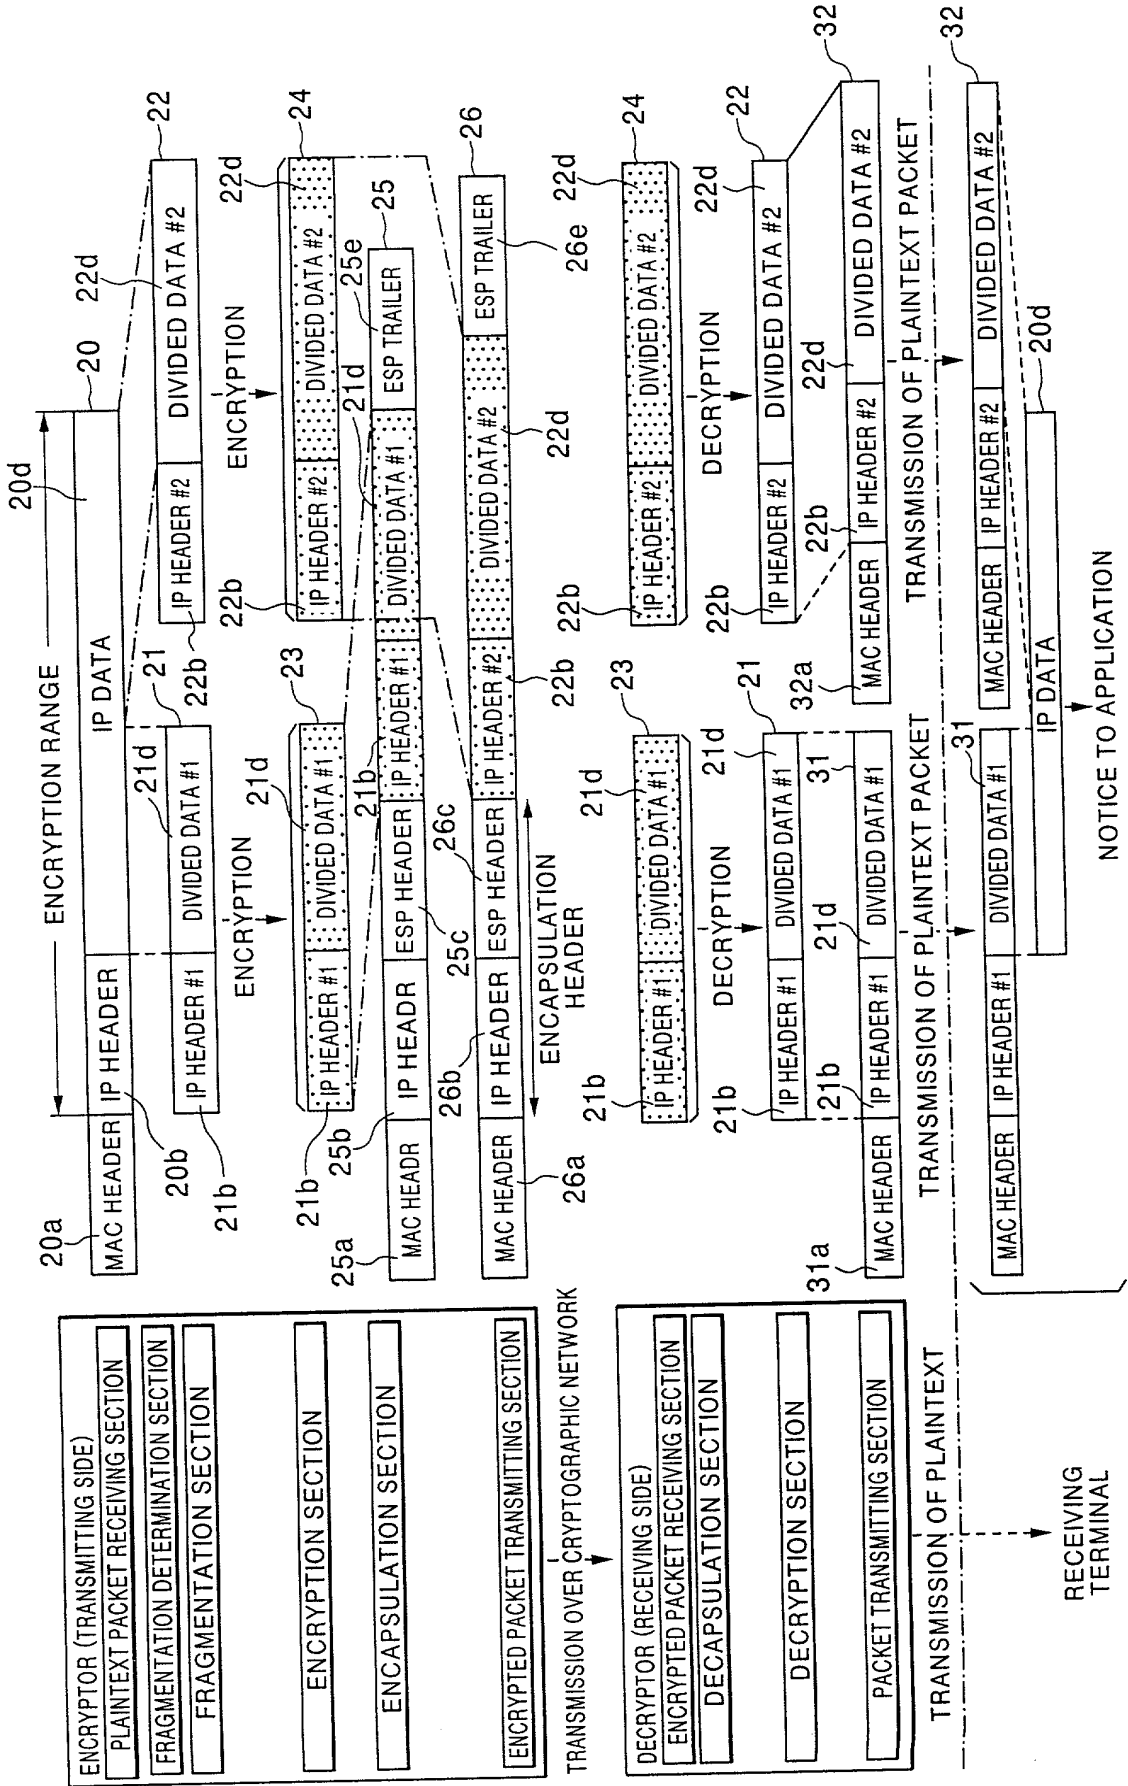 ENCRYPTOR (TRANSMITTING SIDE)
PLAINTEXT PACKET RECEIVING SECTION
FRAGMENTATION DETERMINATION SECTION
FRAGMENTATION SECTION
ENCRYPTION SECTION
ENCAPSULATION SECTION
ENCRYPTED PACKET TRANSMITTING SECTION
TRANSMISSION OVER CRYPTOGRAPHIC NETWORK
DECRYPTOR (RECEIVING SIDE)
ENCRYPTED PACKET RECEIVING SECTION
DECAPSULATION SECTION
DECRYPTION SECTION
PACKET TRANSMITTING SECTION
TRANSMISSION OF PLAINTEXT
RECEIVING
TERMINAL
ENCRYPTION RANGE
20d
20
20a
MAC HEADER
IP HEADER
IP DATA
20b
21
21d
22d
22
IP HEADER #1
DIVIDED DATA #1
IP HEADER #2
DIVIDED DATA #2
21b
22b
ENCRYPTION
ENCRYPTION
23
21d
22b
22d
24
IP HEADER #1
DIVIDED DATA #1
IP HEADER #2
DIVIDED DATA #2
21b
25a
25b
21b
21d
25e
25
MAC HEADR
IP HEADR
ESP HEADER
IP HEADER #1
DIVIDED DATA #1
ESP TRAILER
25c
26b
26c
26
MAC HEADER
IP HEADER
ESP HEADER
IP HEADER #2
DIVIDED DATA #2
ESP TRAILER
26a
22b
22d
26e
ENCAPSULATION
HEADER
21b
21d
23
22b
22d
24
IP HEADER #1
DIVIDED DATA #1
IP HEADER #2
DIVIDED DATA #2
DECRYPTION
DECRYPTION
21b
21d
21
22b
22d
22
IP HEADER #1
DIVIDED DATA #1
IP HEADER #2
DIVIDED DATA #2
31a
21b
21d
31
32a
22b
22d
32
MAC HEADER
IP HEADER #1
DIVIDED DATA #1
MAC HEADER
IP HEADER #2
DIVIDED DATA #2
TRANSMISSION OF PLAINTEXT PACKET
TRANSMISSION OF PLAINTEXT PACKET
31
32
MAC HEADER
IP HEADER #1
DIVIDED DATA #1
MAC HEADER
IP HEADER #2
DIVIDED DATA #2
IP DATA
20d
NOTICE TO APPLICATION